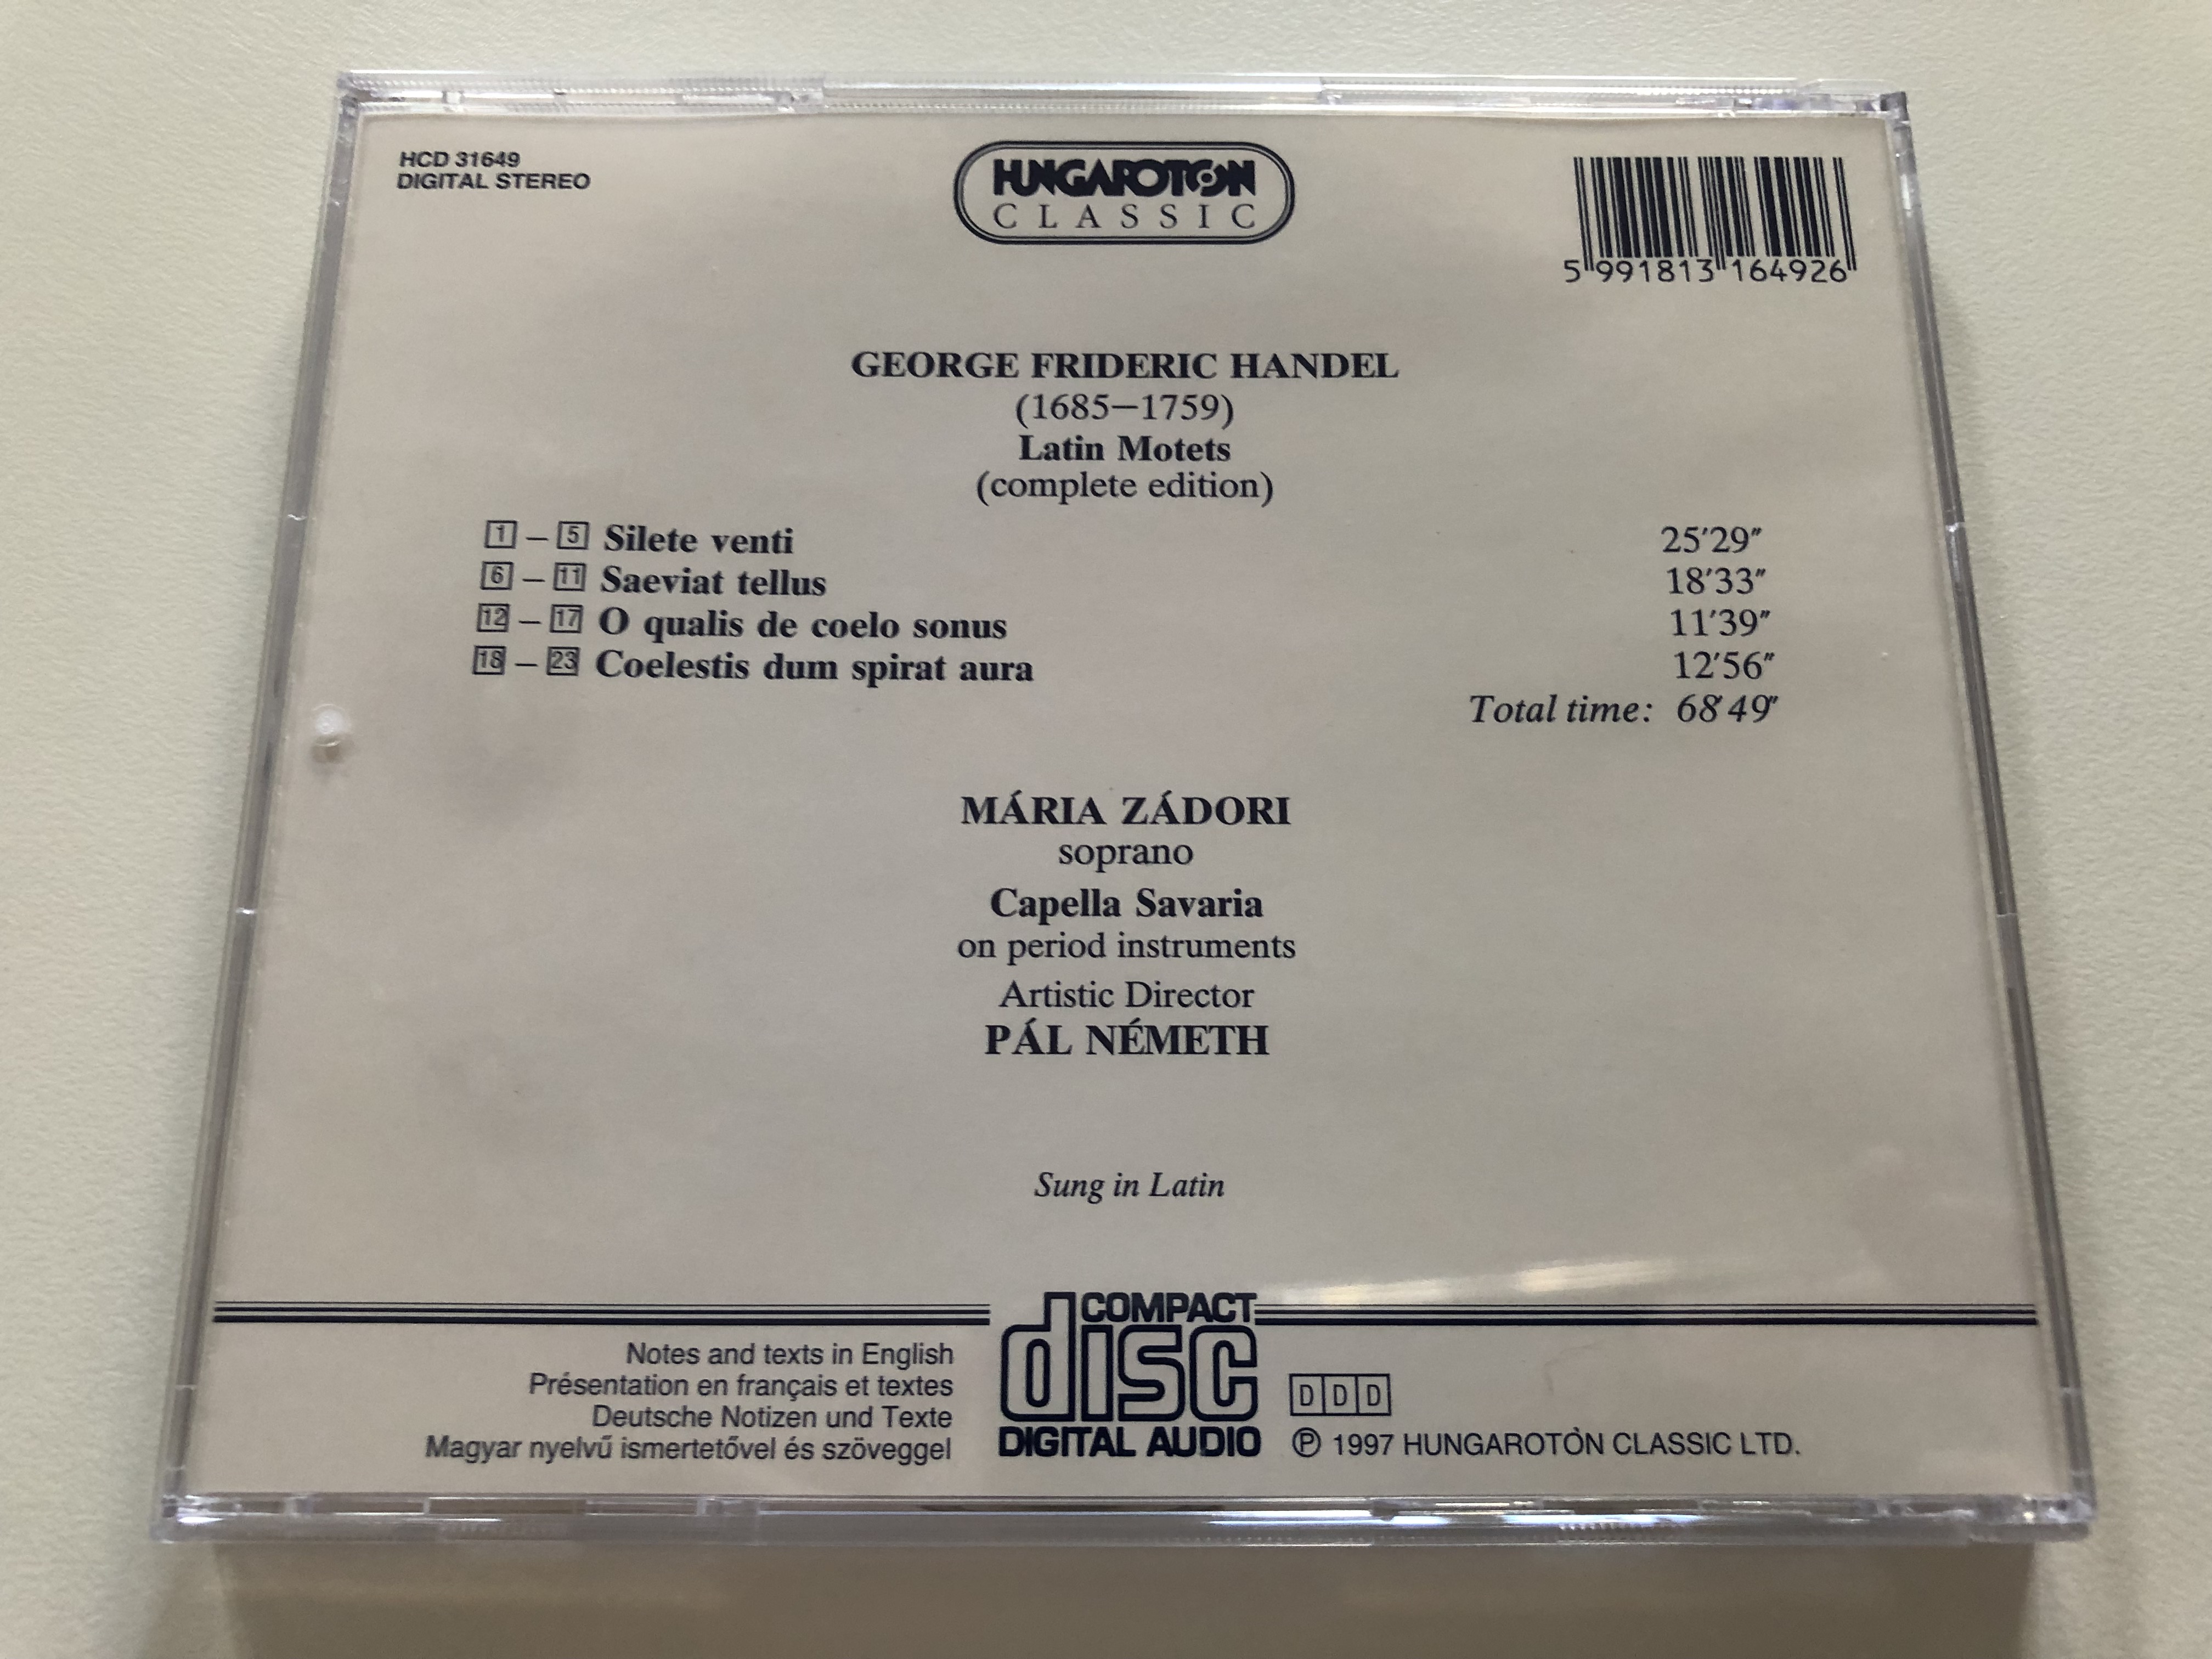 HCD 31649
DIGITAL STEREO
HUNGAROTON
CLASSIC
5 991813 164926
GEORGE FRIDERIC HANDEL
(1685–1759)
Latin Motets
(complete edition)
1 – 5 Silete venti 25'29"
6 – 11 Saeviat tellus 18'33"
12 – 17 O qualis de coelo sonus 11'39"
18 – 23 Coelestis dum spirat aura 12'56"
Total time: 68'49"
MÁRIA ZÁDORI
soprano
Capella Savaria
on period instruments
Artistic Director
PÁL NÉMETH
Sung in Latin
Notes and texts in English
Présentation en français et textes
Deutsche Notizen und Texte
Magyar nyelvű ismertetővel és szöveggel
COMPACT
disc
DIGITAL AUDIO
DDD
℗ 1997 HUNGAROTON CLASSIC LTD.